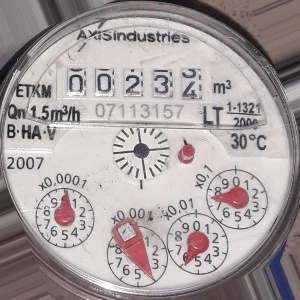 AXISindustries
00234 m³
ETKM
Qn 1.5m³/h 07113157 LT 1-1321
B·HA·V 2000
30°C
2007
x0,0001
x0,001
x0,01
x0,1